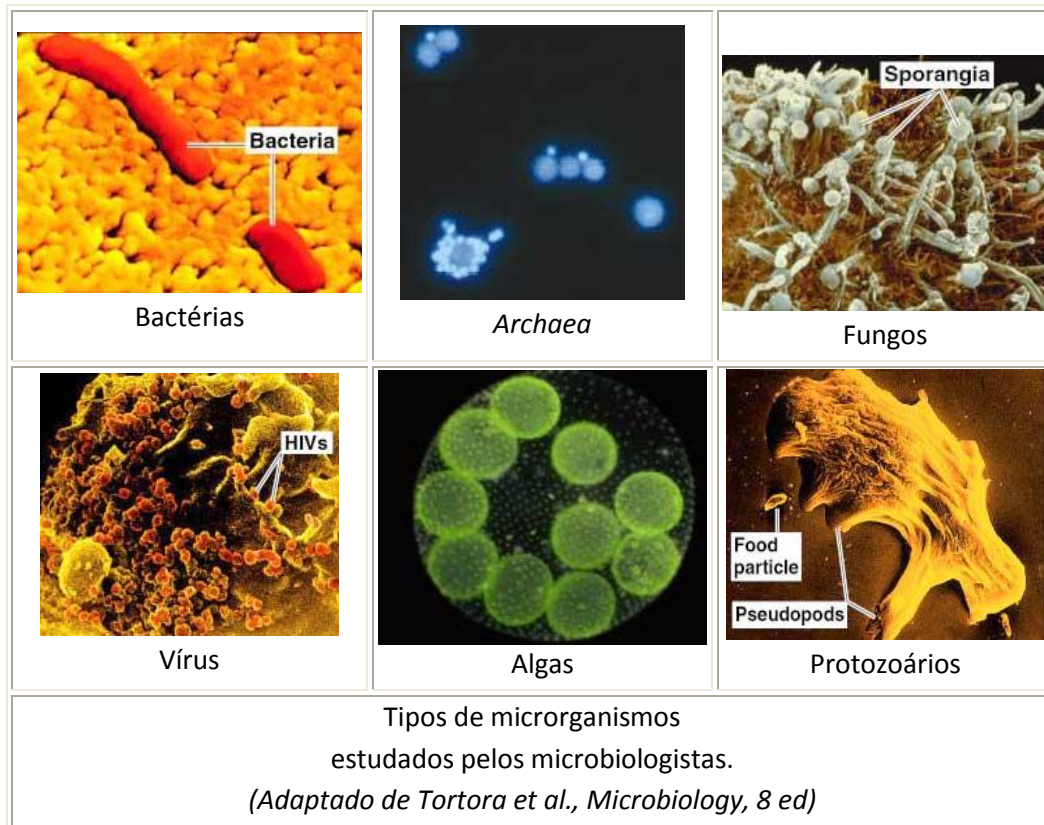 Bacteria
Bactérias
Archaea
Sporangia
Fungos
HIVs
Vírus
Algas
Food
particle
Pseudopods
Protozoários
Tipos de microrganismos
estudados pelos microbiologistas.
(Adaptado de Tortora et al., Microbiology, 8 ed)